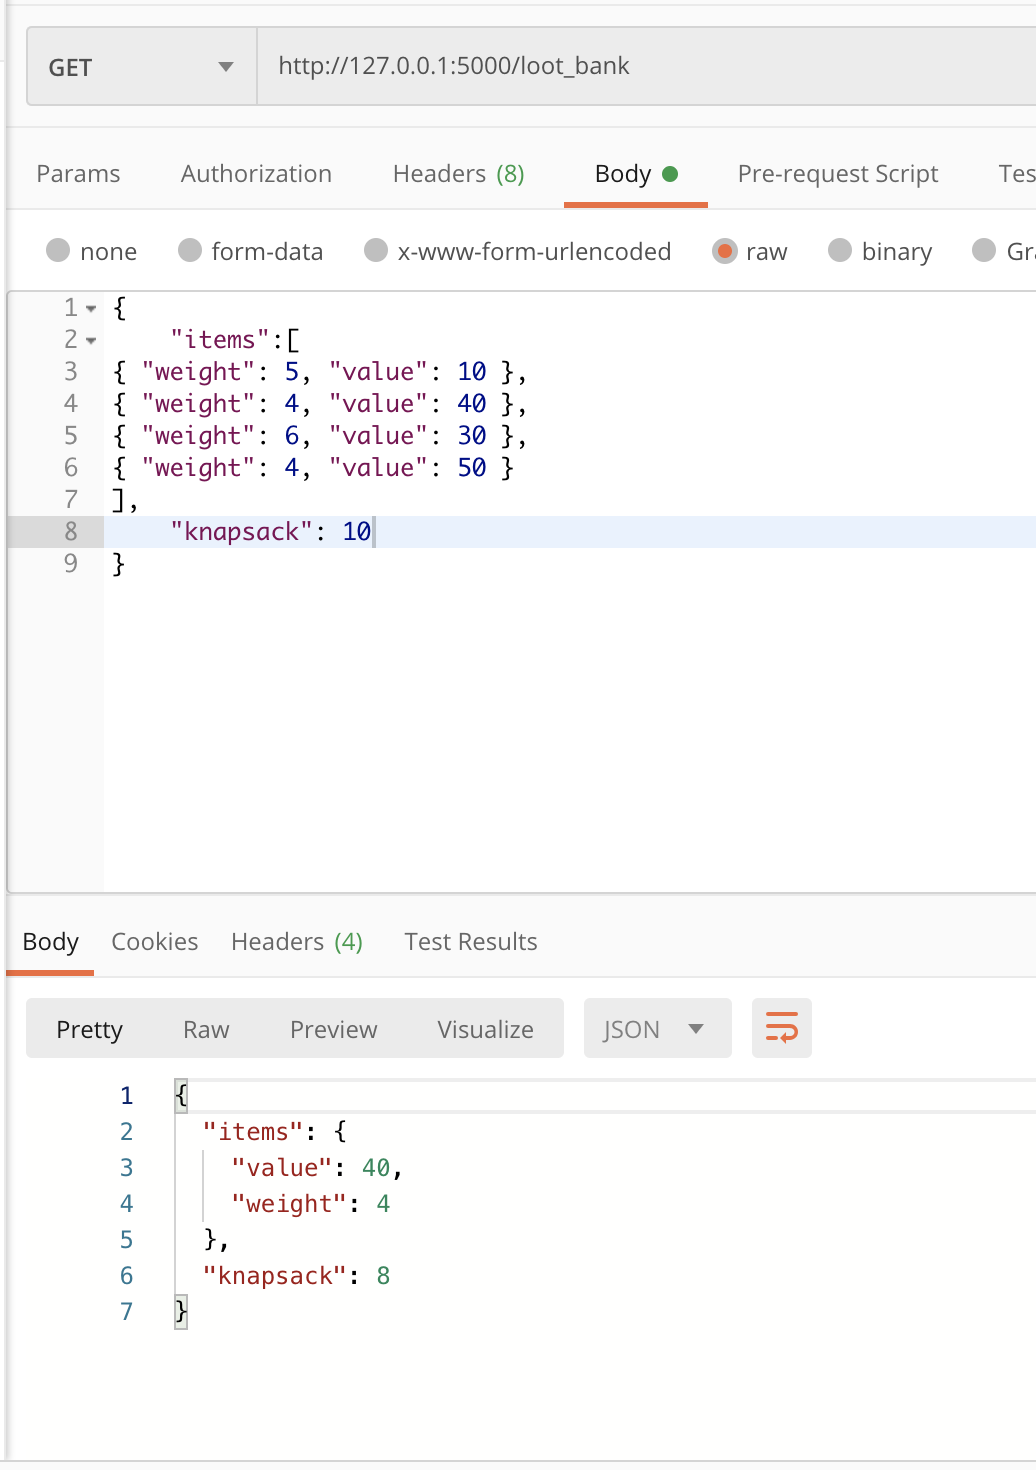 GET http://127.0.0.1:5000/loot_bank
Params Authorization Headers (8) Body Pre-request Script Tes
none form-data x-www-form-urlencoded raw binary Gr
1 {
2 "items":[
3 { "weight": 5, "value": 10 },
4 { "weight": 4, "value": 40 },
5 { "weight": 6, "value": 30 },
6 { "weight": 4, "value": 50 }
7 ],
8 "knapsack": 10
9 }
Body Cookies Headers (4) Test Results
Pretty Raw Preview Visualize JSON
1 {
2 "items": {
3 "value": 40,
4 "weight": 4
5 },
6 "knapsack": 8
7 }